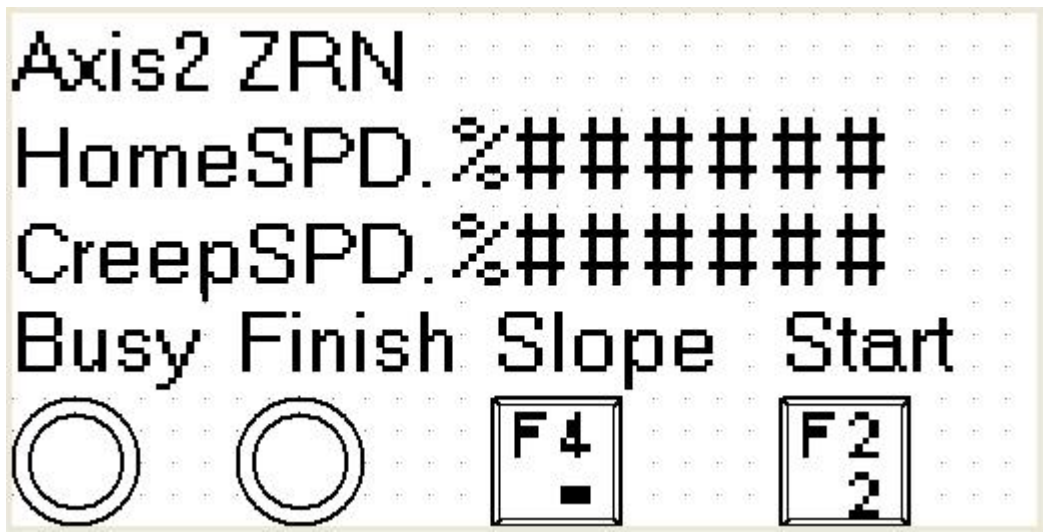 Axis2 ZRN
HomeSPD. %######
CreepSPD. %######
Busy Finish Slope Start
F4 F2
- 2